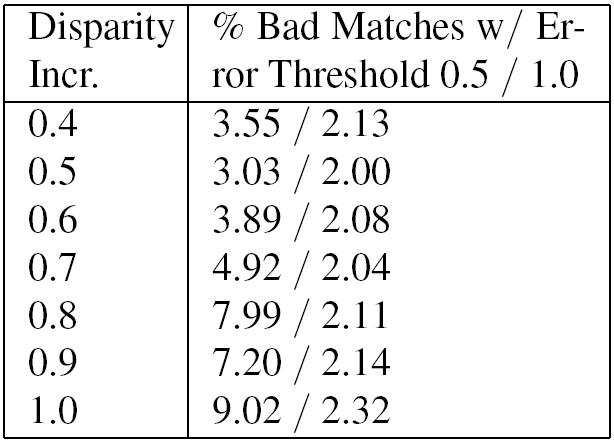 Disparity % Bad Matches w/ Er-
Incr. ror Threshold 0.5 / 1.0
0.4 3.55 / 2.13
0.5 3.03 / 2.00
0.6 3.89 / 2.08
0.7 4.92 / 2.04
0.8 7.99 / 2.11
0.9 7.20 / 2.14
1.0 9.02 / 2.32